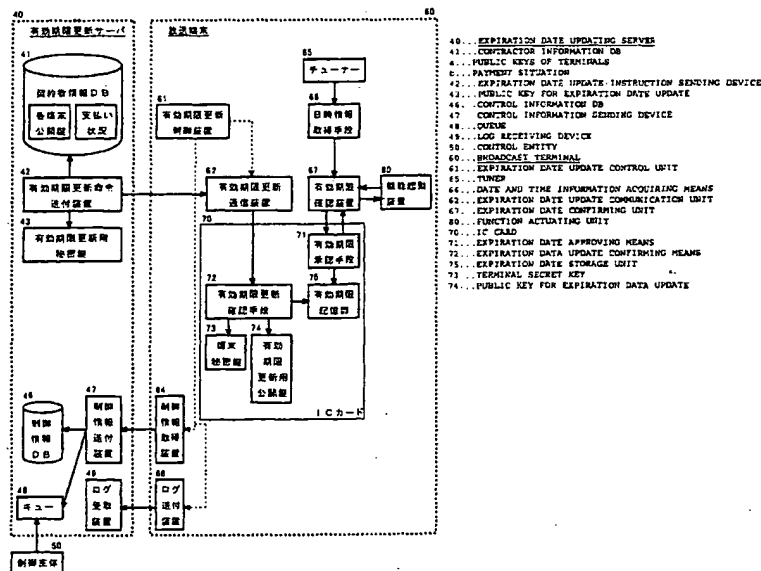 40
有効期限更新サーバ
41
契約者情報DB
各端末
公開鍵
支払い
状況
42
有効期限更新命令
送付装置
43
有効期限更新用
秘密鍵
46
制御
情報
DB
47
制御
情報
送付
装置
48
キュー
49
ログ
受取
装置
50
制御主体
60
放送端末
61
有効期限更新
制御装置
62
有効期限更新
通信装置
65
チューナー
66
日時情報
取得手段
67
有効期限
確認装置
80
機能起動
装置
70
71
有効期限
承認手段
72
有効期限更新
確認手段
75
有効期限
記憶部
73
端末
秘密鍵
74
有効
期限
更新用
公開鍵
ICカード
64
制御
情報
取得
装置
68
ログ
送付
装置
40...EXPIRATION DATE UPDATING SERVER
41...CONTRACTOR INFORMATION DB
a...PUBLIC KEYS OF TERMINALS
b...PAYMENT SITUATION
42...EXPIRATION DATE UPDATE INSTRUCTION SENDING DEVICE
43...PUBLIC KEY FOR EXPIRATION DATE UPDATE
46...CONTROL INFORMATION DB
47...CONTROL INFORMATION SENDING DEVICE
48...QUEUE
49...LOG RECEIVING DEVICE
50...CONTROL ENTITY
60...BROADCAST TERMINAL
61...EXPIRATION DATE UPDATE CONTROL UNIT
65...TUNER
66...DATE AND TIME INFORMATION ACQUIRING MEANS
62...EXPIRATION DATE UPDATE COMMUNICATION UNIT
67...EXPIRATION DATE CONFIRMING UNIT
80...FUNCTION ACTUATING UNIT
70...IC CARD
71...EXPIRATION DATE APPROVING MEANS
72...EXPIRATION DATA UPDATE CONFIRMING MEANS
75...EXPIRATION DATE STORAGE UNIT
73...TERMINAL SECRET KEY
74...PUBLIC KEY FOR EXPIRATION DATA UPDATE